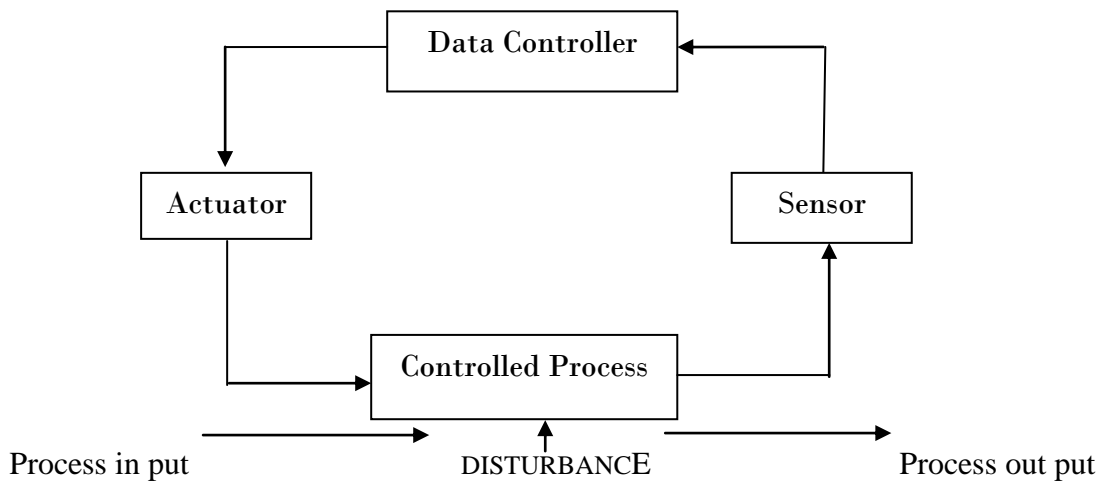 Data Controller
Actuator
Sensor
Controlled Process
Process in put
DISTURBANCE
Process out put